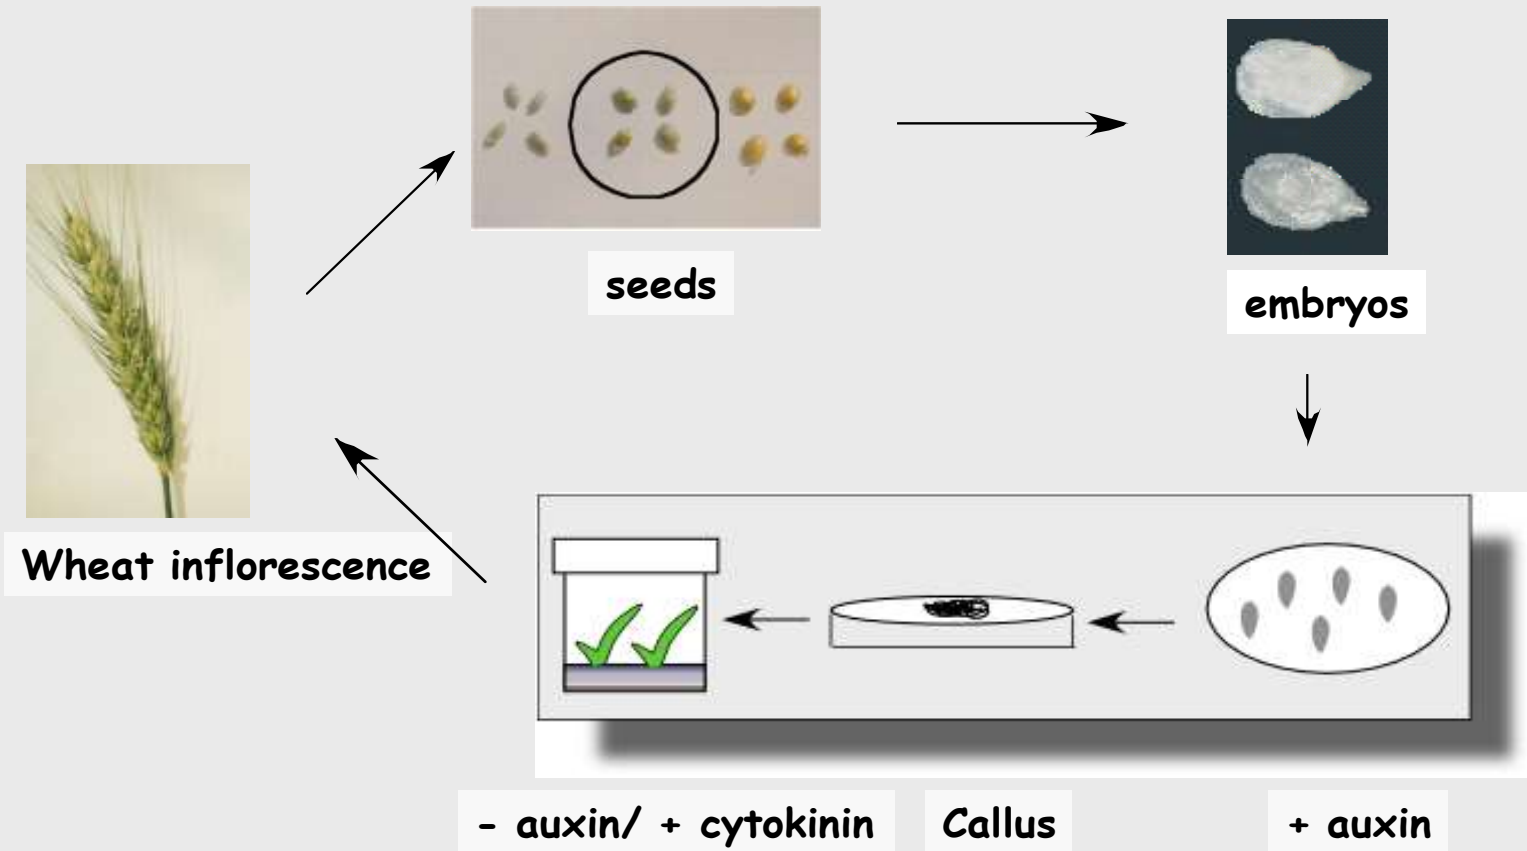 seeds
embryos
Wheat inflorescence
- auxin/ + cytokinin
Callus
+ auxin